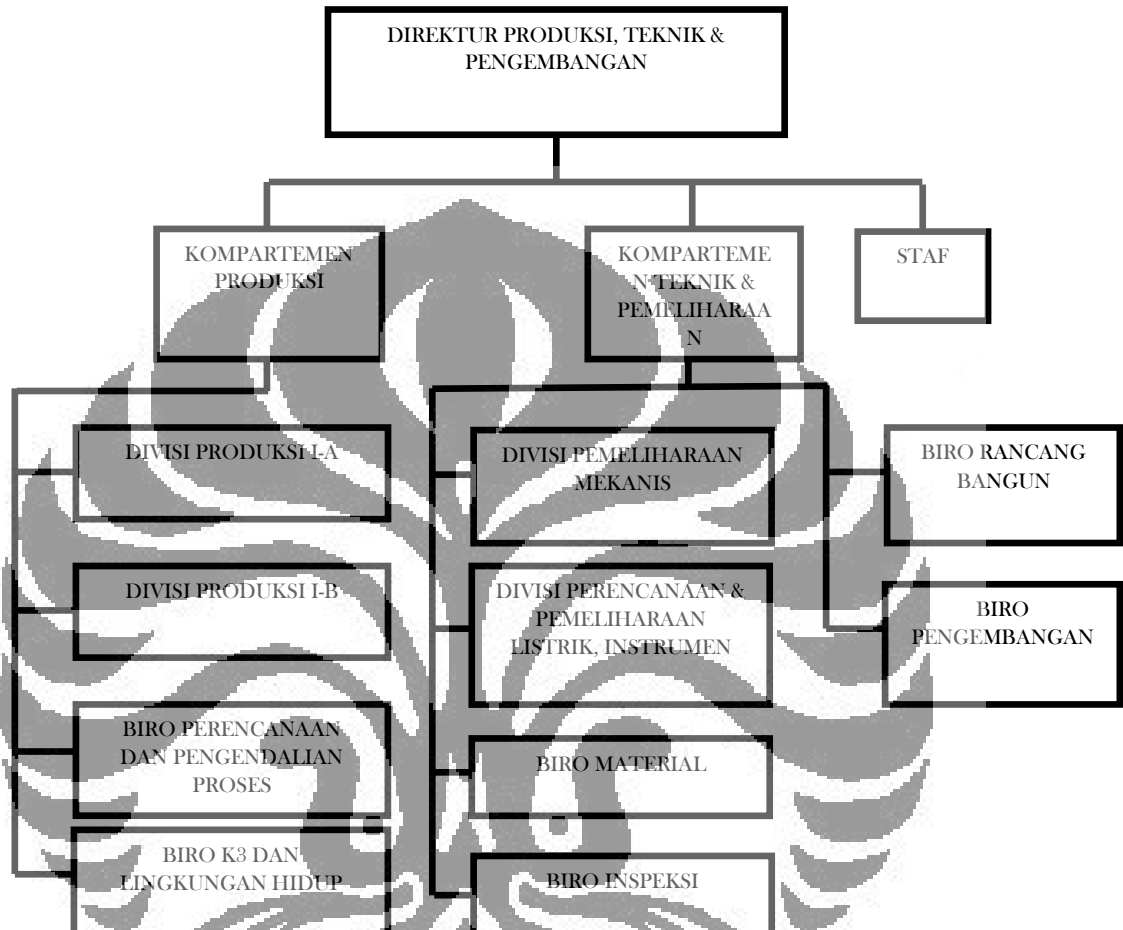 DIREKTUR PRODUKSI, TEKNIK &
PENGEMBANGAN
KOMPARTEMEN
PRODUKSI
KOMPARTEME
N TEKNIK &
PEMELIHARAA
N
STAF
DIVISI PRODUKSI I-A
DIVISI PRODUKSI I-B
BIRO PERENCANAAN
DAN PENGENDALIAN
PROSES
BIRO K3 DAN
LINGKUNGAN HIDUP
DIVISI PEMELIHARAAN
MEKANIS
DIVISI PERENCANAAN &
PEMELIHARAAN
LISTRIK, INSTRUMEN
BIRO MATERIAL
BIRO INSPEKSI
BIRO RANCANG
BANGUN
BIRO
PENGEMBANGAN